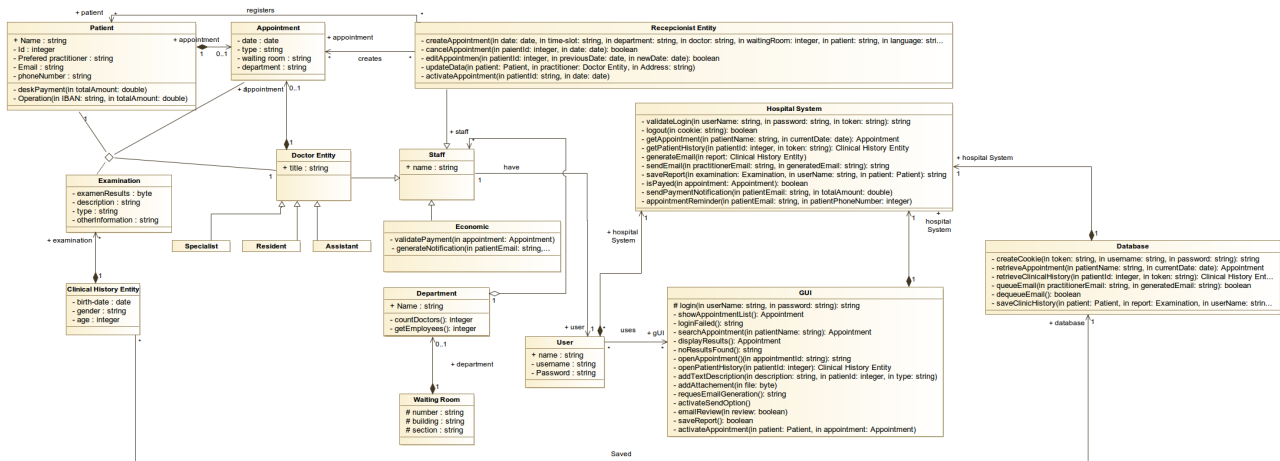 + patient
registers
*
*
Patient
+ Name : string
- Id : integer
- Prefered practitioner : string
- Email : string
- phoneNumber : string
- deskPayment(in totalAmount: double)
- Operation(in IBAN: string, in totalAmount: double)
+ appointment
1
0..1
Appointment
- date : date
- type : string
- waiting room : string
- department : string
+ appointment
*
creates
*
Recepcionist Entity
- createAppointment(in date: date, in time-slot: string, in department: string, in doctor: string, in waitingRoom: integer, in patient: string, in language: stri...
- cancelAppointment(in paientId: integer, in date: date): boolean
- editAppointmen(in patientId: integer, in previousDate: date, in newDate: date): boolean
- updateData(in patient: Patient, in practitioner: Doctor Entity, in Address: string)
- activateAppointment(in patientId: string, in date: date)
+ appointment
0..1
1
1
1
Doctor Entity
+ title : string
1
+ staff
*
Staff
+ name : string
1
have
1
Examination
- examenResults : byte
- description : string
- type : string
- otherInformation : string
Specialist
Resident
Assistant
Economic
- validatePayment(in appointment: Appointment)
- generateNotification(in patientEmail: string,...
+ examination
*
1
Clinical History Entity
- birth-date : date
- gender : string
- age : integer
*
Department
+ Name : string
- countDoctors(): integer
- getEmployees(): integer
1
0..1
+ department
1
Waiting Room
# number : string
# building : string
# section : string
Hospital System
- validateLogin(in userName: string, in password: string, in token: string): string
- logout(in cookie: string): boolean
- getAppointment(in patientName: string, in currentDate: date): Appointment
- getPatientHistory(in patientId: integer, in token: string): Clinical History Entity
- generateEmail(in report: Clinical History Entity)
- sendEmail(in practitionerEmail: string, in generatedEmail: string): string
- saveReport(in examination: Examination, in userName: string, in patient: Patient): string
- isPayed(in appointment: Appointment): boolean
- sendPaymentNotification(in patientEmail: string, in totalAmount: double)
- appointmentReminder(in patientEmail: string, in patientPhoneNumber: integer)
+ hospital System
1
1
+ hospital
System
1
+ hospital
System
1
GUI
# login(in userName: string, in password: string): string
- showAppointmentList(): Appointment
- loginFailed(): string
- searchAppointment(in patientName: string): Appointment
- displayResults(): Appointment
- noResultsFound(): string
- openAppointment()(in appointmentId: string): string
- openPatientHistory(in patientId: integer): Clinical History Entity
- addTextDescription(in description: string, in patientId: integer, in type: string)
- addAttachement(in file: byte)
- requesEmailGeneration(): string
- activateSendOption()
- emailReview(in review: boolean)
- saveReport(): boolean
- activateAppointment(in patient: Patient, in appointment: Appointment)
1
Database
- createCookie(in token: string, in username: string, in password: string): string
- retrieveAppointment(in patientName: string, in currentDate: date): Appointment
- retrieveClinicalHistory(in patientId: integer, in token: string): Clinical History Ent...
- queueEmail(in practitionerEmail: string, in generatedEmail: string): boolean
- dequeueEmail(): boolean
- saveClinicHistory(in patient: Patient, in report: Examination, in userName: strin...
+ database
1
+ user
1
*
*
uses
+ gUI
*
User
+ name : string
- username : string
- Password : string
Saved